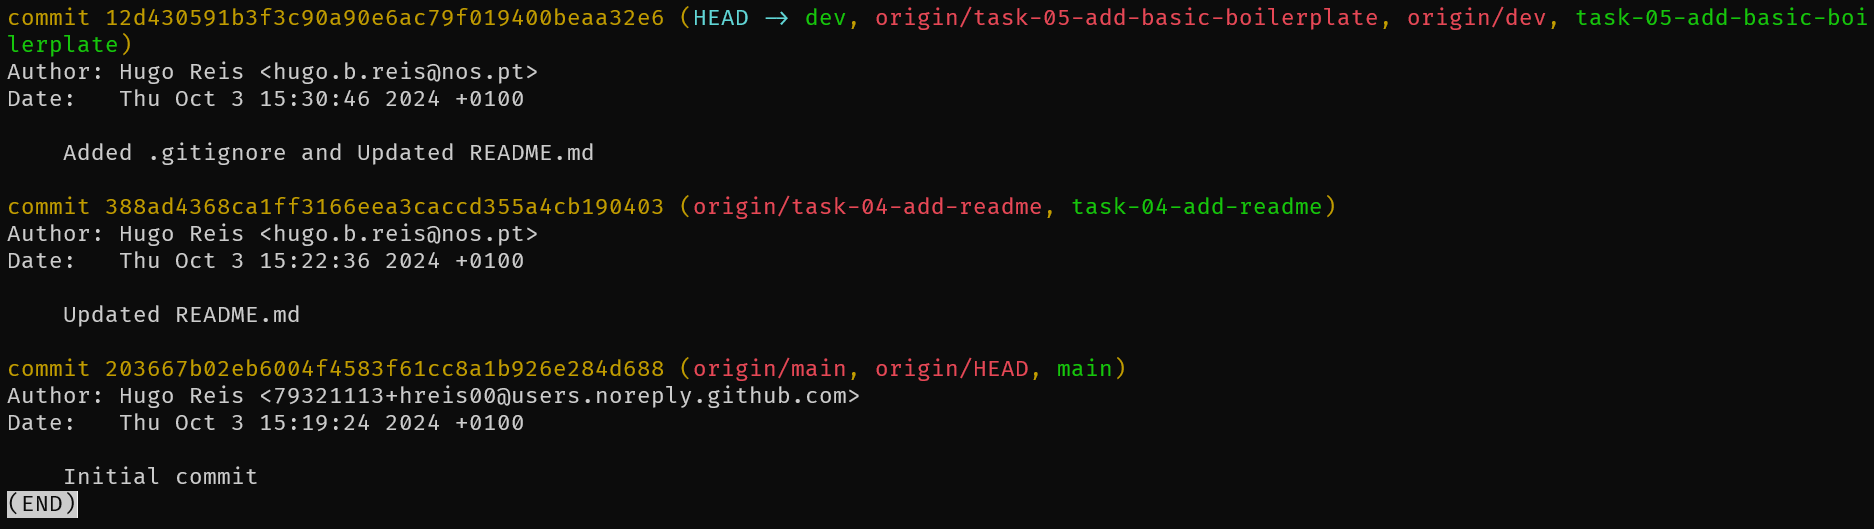 commit 12d430591b3f3c90a90e6ac79f019400beaa32e6 (HEAD -> dev, origin/task-05-add-basic-boilerplate, origin/dev, task-05-add-basic-boi
lerplate)
Author: Hugo Reis <hugo.b.reis@nos.pt>
Date:   Thu Oct 3 15:30:46 2024 +0100
    Added .gitignore and Updated README.md
commit 388ad4368ca1ff3166eea3caccd355a4cb190403 (origin/task-04-add-readme, task-04-add-readme)
Author: Hugo Reis <hugo.b.reis@nos.pt>
Date:   Thu Oct 3 15:22:36 2024 +0100
    Updated README.md
commit 203667b02eb6004f4583f61cc8a1b926e284d688 (origin/main, origin/HEAD, main)
Author: Hugo Reis <79321113+hreis00@users.noreply.github.com>
Date:   Thu Oct 3 15:19:24 2024 +0100
    Initial commit
(END)